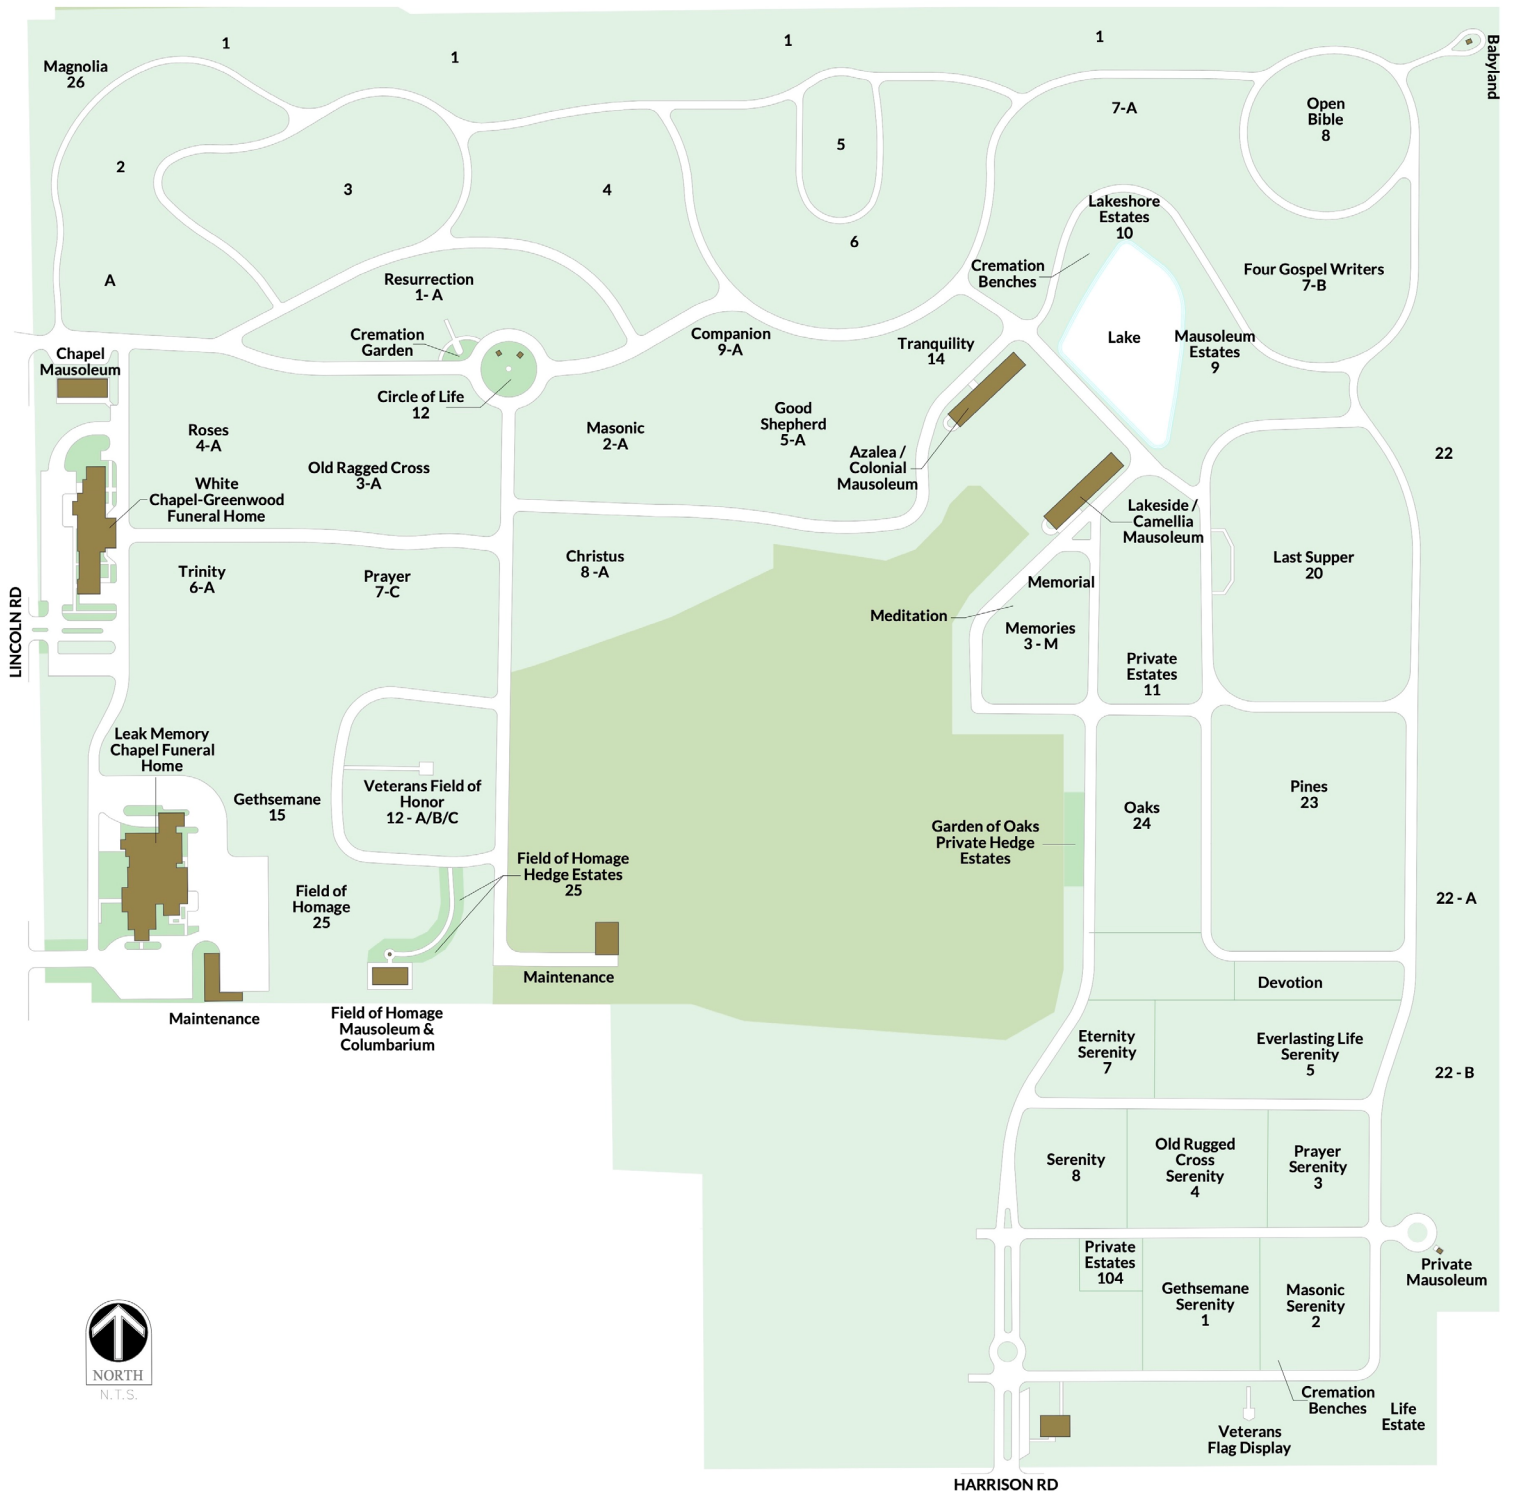 1
1
1
1
Magnolia
26
Babyland
2
3
4
5
6
7-A
Open
Bible
8
A
Resurrection
1- A
Cremation
Garden
Circle of Life
12
Lakeshore
Estates
10
Cremation
Benches
Four Gospel Writers
7-B
Lake
Mausoleum
Estates
9
Companion
9-A
Tranquility
14
Chapel
Mausoleum
Roses
4-A
Old Ragged Cross
3-A
White
Chapel-Greenwood
Funeral Home
Masonic
2-A
Good
Shepherd
5-A
Azalea /
Colonial
Mausoleum
22
Lakeside /
Camellia
Mausoleum
Last Supper
20
Trinity
6-A
Prayer
7-C
Christus
8 -A
LINCOLN RD
Memorial
Meditation
Memories
3 - M
Private
Estates
11
Leak Memory
Chapel Funeral
Home
Gethsemane
15
Veterans Field of
Honor
12 - A/B/C
Field of Homage
Hedge Estates
25
Field of
Homage
25
Garden of Oaks
Private Hedge
Estates
Oaks
24
Pines
23
22 - A
Maintenance
Maintenance
Field of Homage
Mausoleum &
Columbarium
Devotion
Eternity
Serenity
7
Everlasting Life
Serenity
5
22 - B
Serenity
8
Old Rugged
Cross
Serenity
4
Prayer
Serenity
3
Private
Estates
104
Gethsemane
Serenity
1
Masonic
Serenity
2
Private
Mausoleum
Cremation
Benches
Life
Estate
Veterans
Flag Display
HARRISON RD
NORTH
N.T.S.